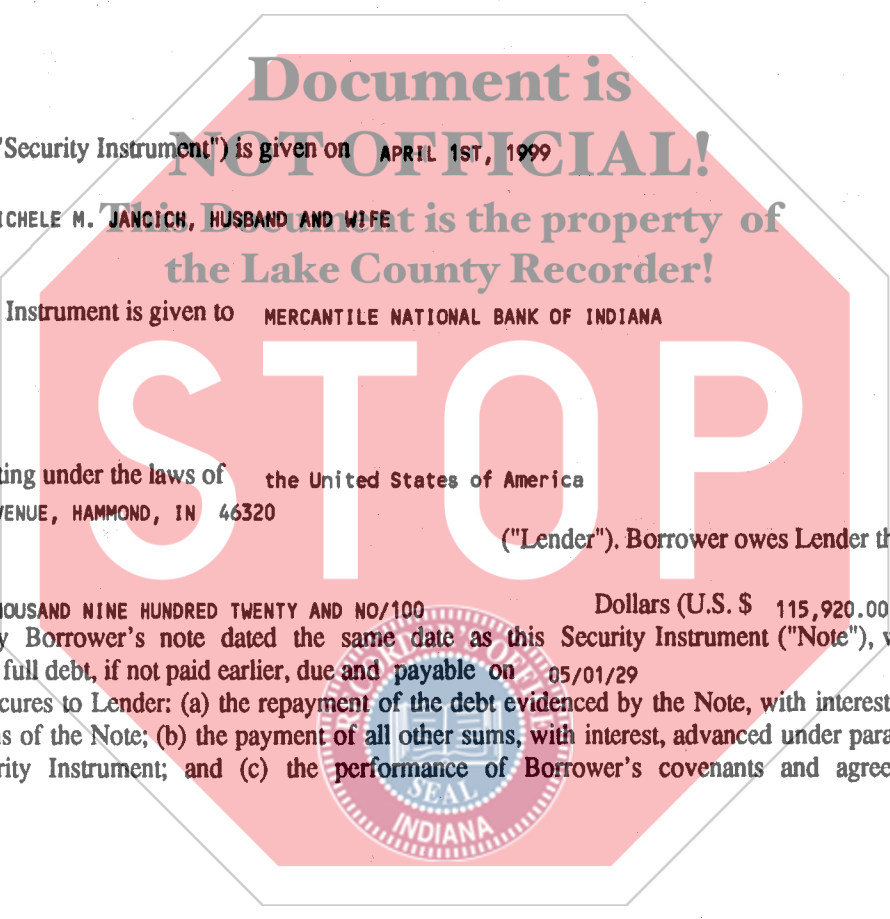 Document is
NOT OFFICIAL!
"Security Instrument") is given on APRIL 1ST, 1999
This Document is the property of
ICHELE M. JANCICH, HUSBAND AND WIFE
the Lake County Recorder!
Instrument is given to MERCANTILE NATIONAL BANK OF INDIANA
STOP
ting under the laws of the United States of America
VENUE, HAMMOND, IN 46320
("Lender"). Borrower owes Lender th
HOUSAND NINE HUNDRED TWENTY AND NO/100 Dollars (U.S. $ 115,920.00
y Borrower's note dated the same date as this Security Instrument ("Note"), w
full debt, if not paid earlier, due and payable on 05/01/29
cures to Lender: (a) the repayment of the debt evidenced by the Note, with interest
ns of the Note; (b) the payment of all other sums, with interest, advanced under para
rity Instrument; and (c) the performance of Borrower's covenants and agree
SEAL
INDIANA